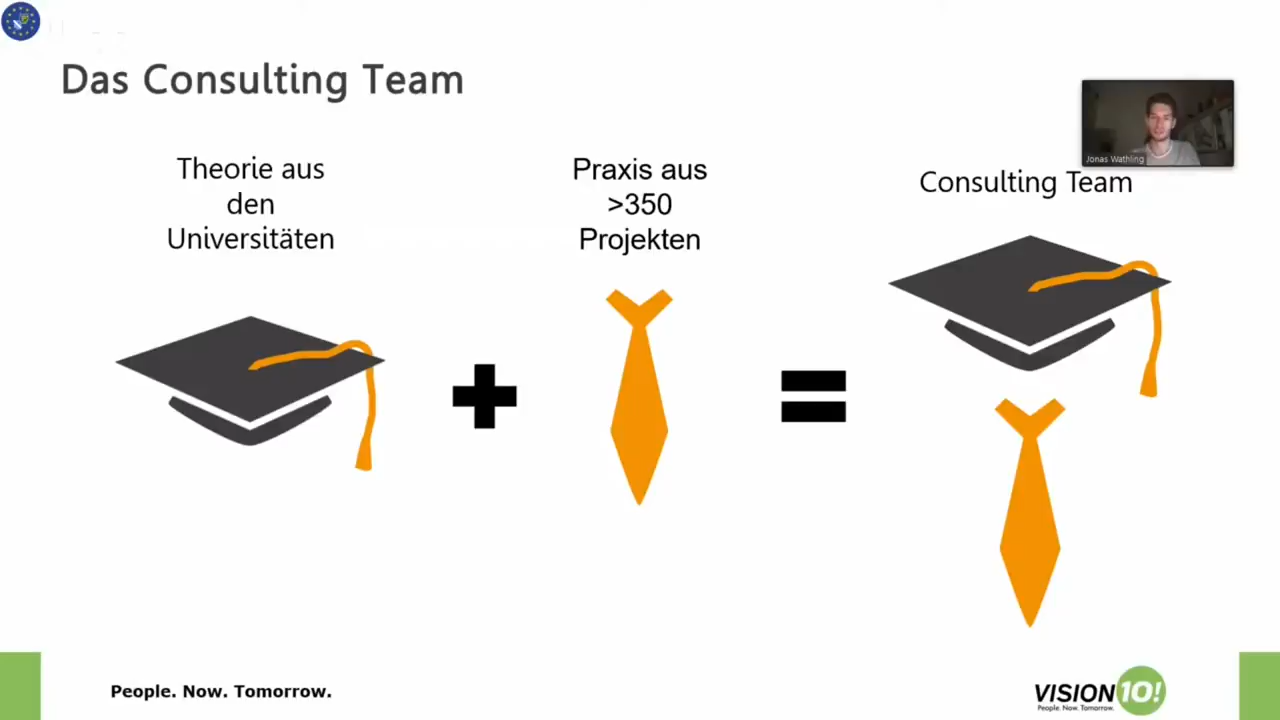 Das Consulting Team
Jonas Wathling
Theorie aus
den
Universitäten
Praxis aus
>350
Projekten
Consulting Team
People. Now. Tomorrow.
VISION 10!
People. Now. Tomorrow.